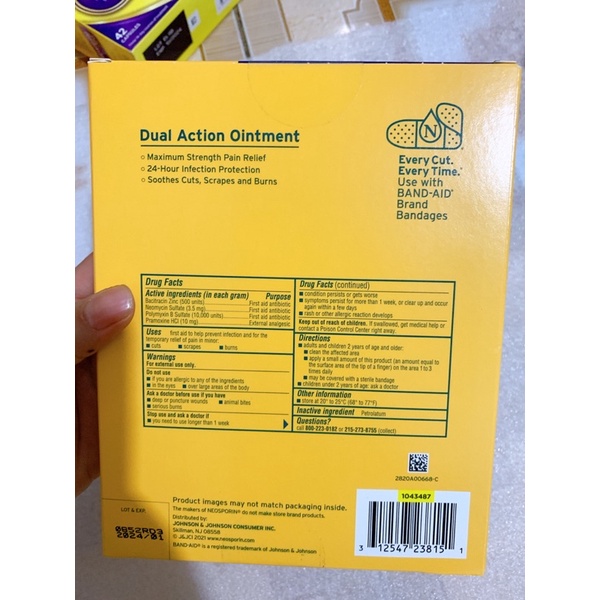 42
CAPSULES
Dual Action Ointment
Maximum Strength Pain Relief
24-Hour Infection Protection
Soothes Cuts, Scrapes and Burns
N
Every Cut.
Every Time.*
Use with
BAND-AID*
Brand
Bandages
Drug Facts
Active ingredients (in each gram) Purpose
Bacitracin Zinc (500 units) First aid antibiotic
Neomycin Sulfate (3.5 mg) First aid antibiotic
Polymyxin B Sulfate (10,000 units) First aid antibiotic
Pramoxine HCl (10 mg) External analgesic
Uses first aid to help prevent infection and for the
temporary relief of pain in minor:
■ cuts ■ scrapes ■ burns
Warnings
For external use only.
Do not use
■ if you are allergic to any of the ingredients
■ in the eyes ■ over large areas of the body
Ask a doctor before use if you have
■ deep or puncture wounds ■ animal bites
■ serious burns
Stop use and ask a doctor if
■ you need to use longer than 1 week
Drug Facts (continued)
■ condition persists or gets worse
■ symptoms persist for more than 1 week, or clear up and occur
again within a few days
■ rash or other allergic reaction develops
Keep out of reach of children. If swallowed, get medical help or
contact a Poison Control Center right away.
Directions
■ adults and children 2 years of age and older:
■ clean the affected area
■ apply a small amount of this product (an amount equal to
the surface area of the tip of a finger) on the area 1 to 3
times daily
■ may be covered with a sterile bandage
■ children under 2 years of age: ask a doctor
Other information
■ store at 20° to 25°C (68° to 77°F)
Inactive ingredient Petrolatum
Questions?
call 800-223-0182 or 215-273-8755 (collect)
2820A00668-C
Product images may not match packaging inside.
The makers of NEOSPORIN® do not make store brand products.
Distributed by:
JOHNSON & JOHNSON CONSUMER INC.
Skillman, NJ 08558
© J&JCI 2021 www.neosporin.com
BAND-AID® is a registered trademark of Johnson & Johnson
LOT & EXP.
0652RD3
2024/01
1043487
3 12547 23815 1